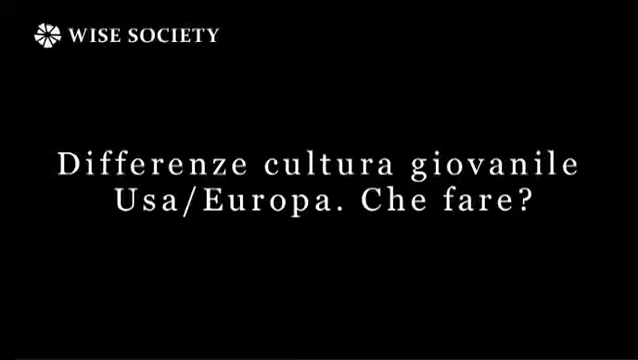 WISE SOCIETY
Differenze cultura giovanile
Usa/Europa. Che fare?